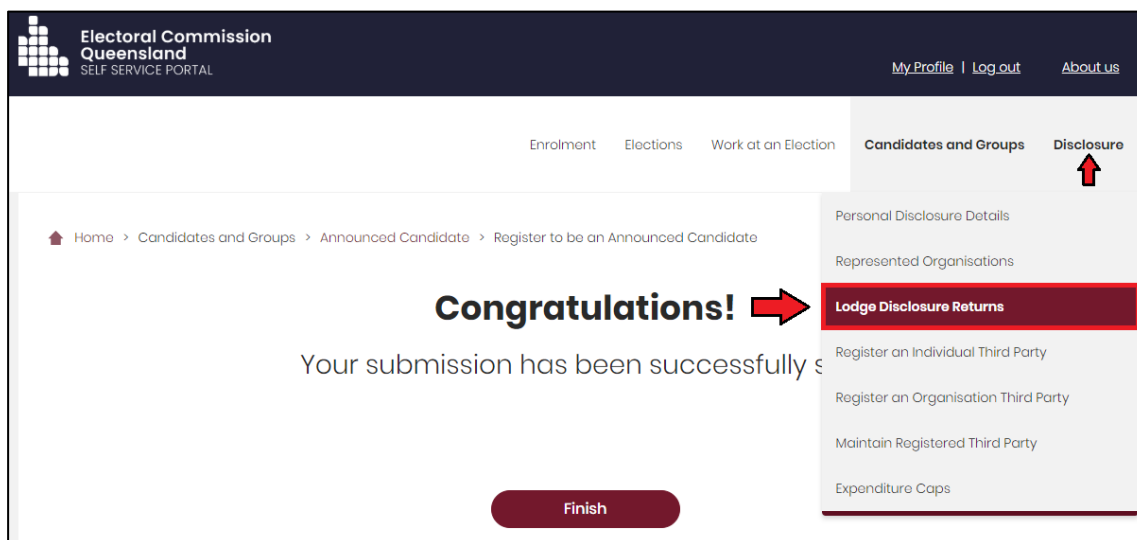 Electoral Commission
Queensland
SELF SERVICE PORTAL
My Profile | Log out About us
Enrolment Elections Work at an Election Candidates and Groups Disclosure
Home > Candidates and Groups > Announced Candidate > Register to be an Announced Candidate
Congratulations!
Your submission has been successfully s
Finish
Personal Disclosure Details
Represented Organisations
Lodge Disclosure Returns
Register an Individual Third Party
Register an Organisation Third Party
Maintain Registered Third Party
Expenditure Caps